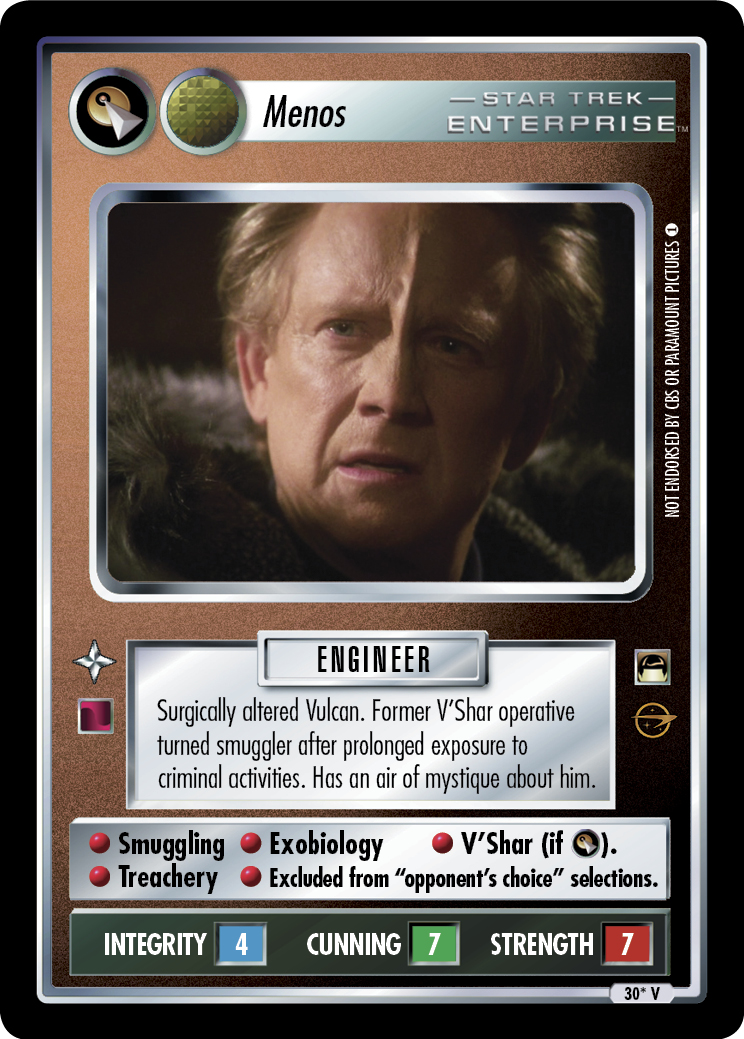 Menos
STAR TREK
ENTERPRISE™
NOT ENDORSED BY CBS OR PARAMOUNT PICTURES 1
ENGINEER
Surgically altered Vulcan. Former V'Shar operative
turned smuggler after prolonged exposure to
criminal activities. Has an air of mystique about him.
Smuggling Exobiology V'Shar (if ).
Treachery Excluded from “opponent's choice” selections.
INTEGRITY 4 CUNNING 7 STRENGTH 7
30* V